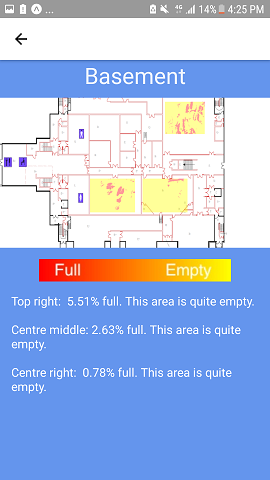 4G 14% 4:25 PM
Basement
Full Empty
Top right: 5.51% full. This area is quite empty.
Centre middle: 2.63% full. This area is quite
empty.
Centre right: 0.78% full. This area is quite
empty.